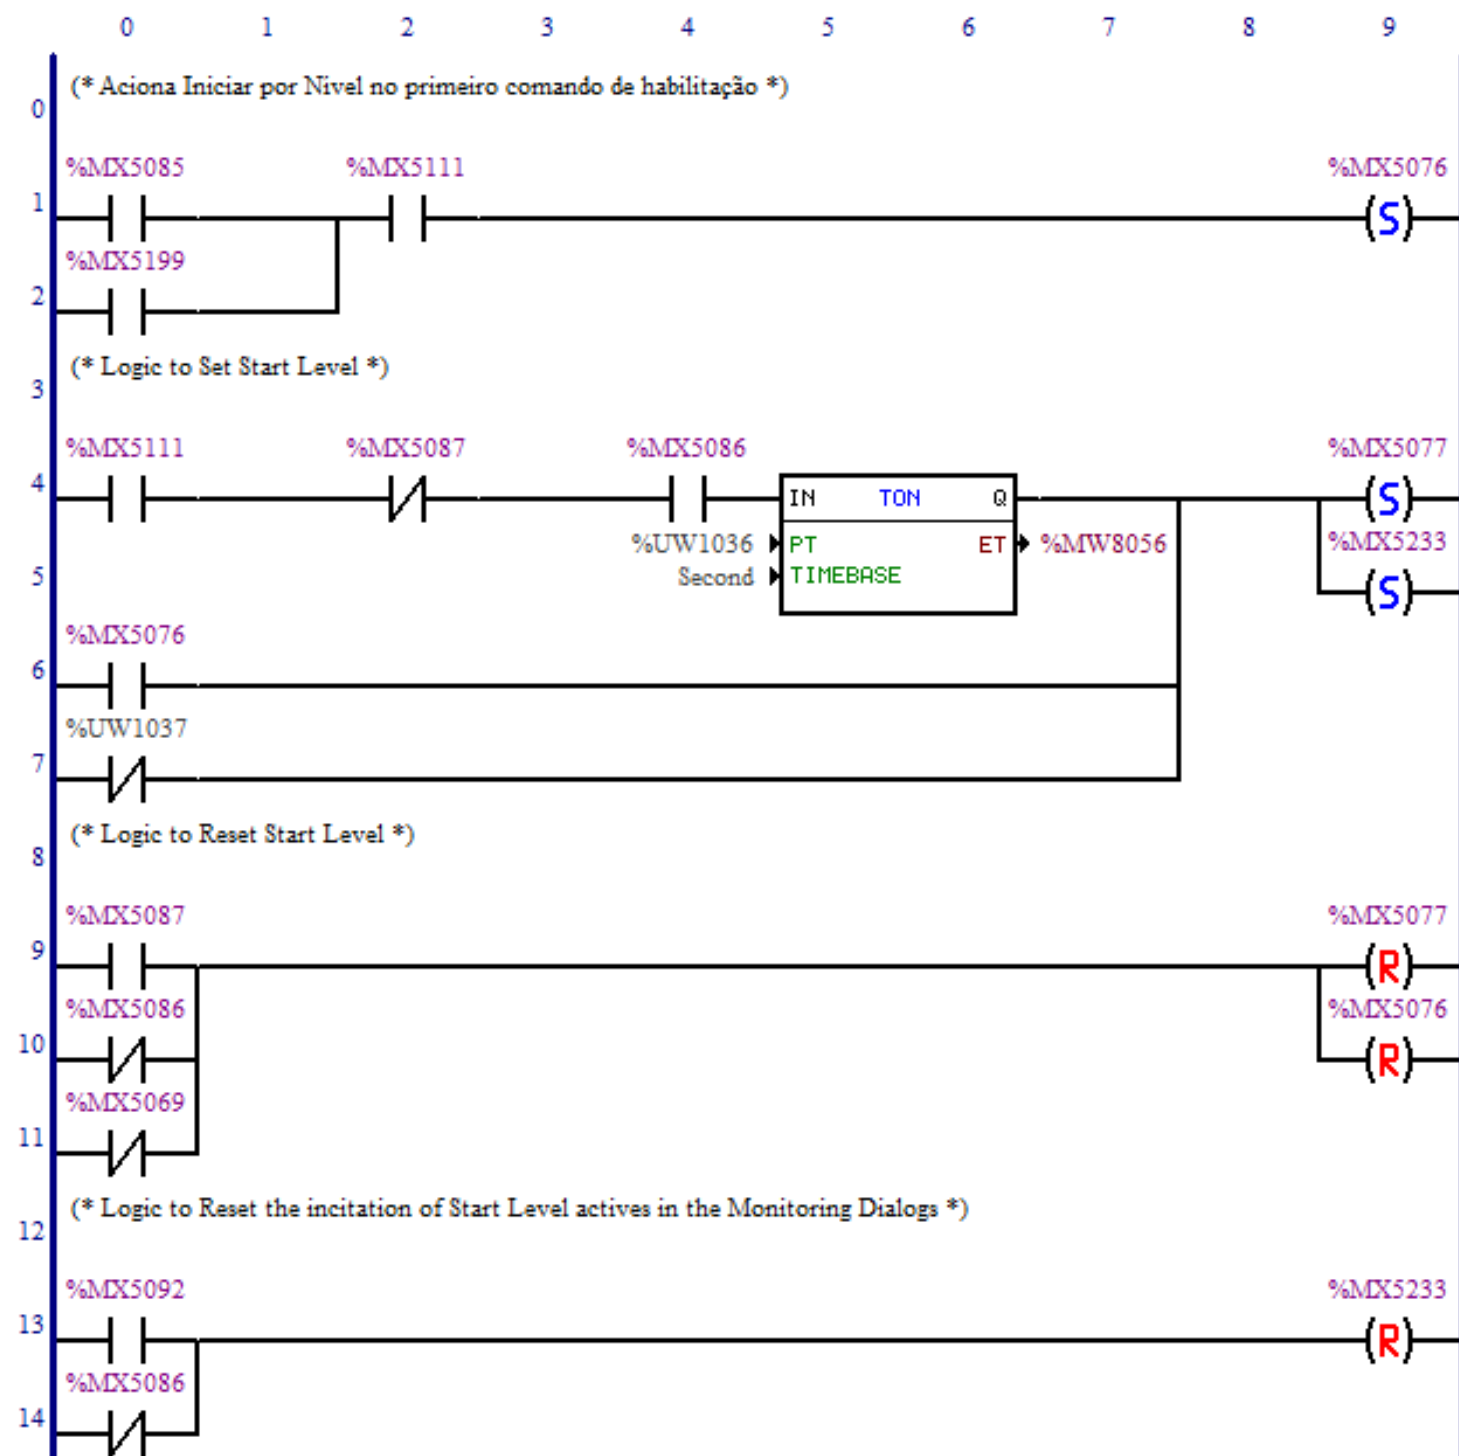 0 1 2 3 4 5 6 7 8 9
(* Aciona Iniciar por Nivel no primeiro comando de habilitação *)
0
%MX5085 %MX5111 %MX5076
1 (S)
%MX5199
2
(* Logic to Set Start Level *)
3
%MX5111 %MX5087 %MX5086 %MX5077
4 IN TON Q (S)
%UW1036 PT ET %MW8056 %MX5233
5 Second TIMEBASE (S)
%MX5076
6
%UW1037
7
(* Logic to Reset Start Level *)
8
%MX5087 %MX5077
9 (R)
%MX5086 %MX5076
10 (R)
%MX5069
11
(* Logic to Reset the incitation of Start Level actives in the Monitoring Dialogs *)
12
%MX5092 %MX5233
13 (R)
%MX5086
14